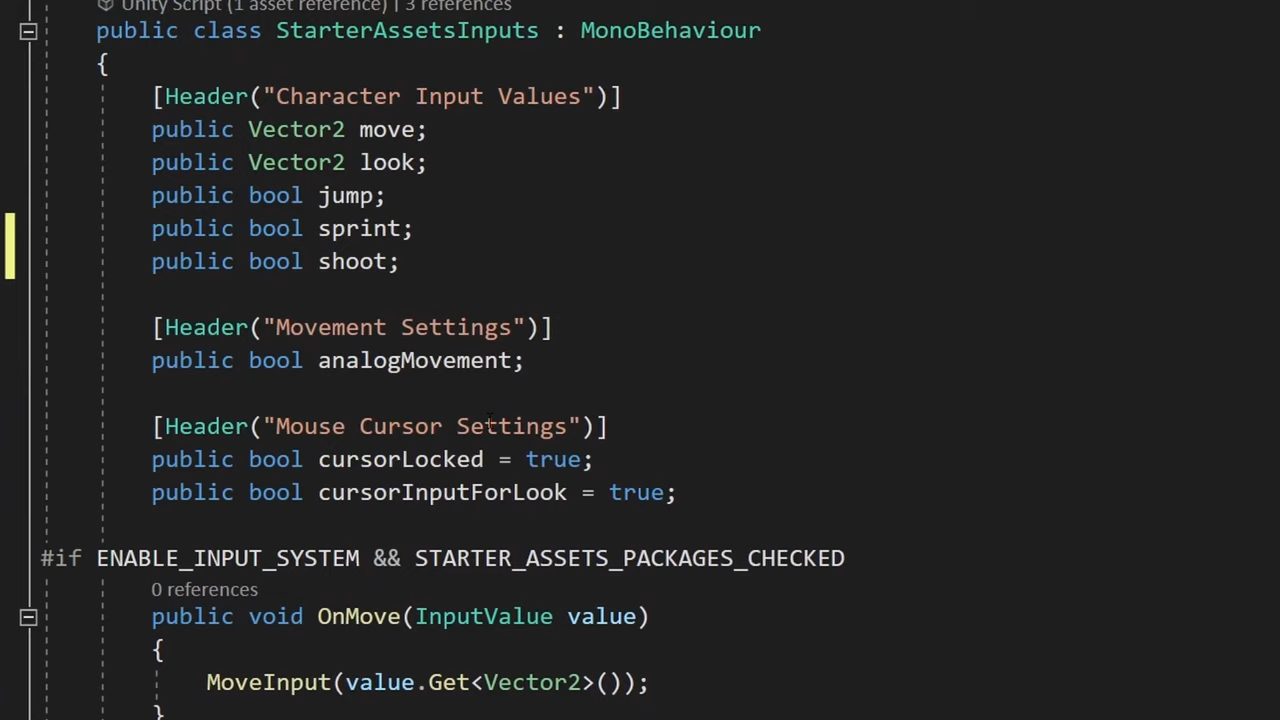 Unity Script (1 asset reference) | 3 references
public class StarterAssetsInputs : MonoBehaviour
{
[Header("Character Input Values")]
public Vector2 move;
public Vector2 look;
public bool jump;
public bool sprint;
public bool shoot;
[Header("Movement Settings")]
public bool analogMovement;
[Header("Mouse Cursor Settings")]
public bool cursorLocked = true;
public bool cursorInputForLook = true;
#if ENABLE_INPUT_SYSTEM && STARTER_ASSETS_PACKAGES_CHECKED
0 references
public void OnMove(InputValue value)
{
MoveInput(value.Get<Vector2>());
}